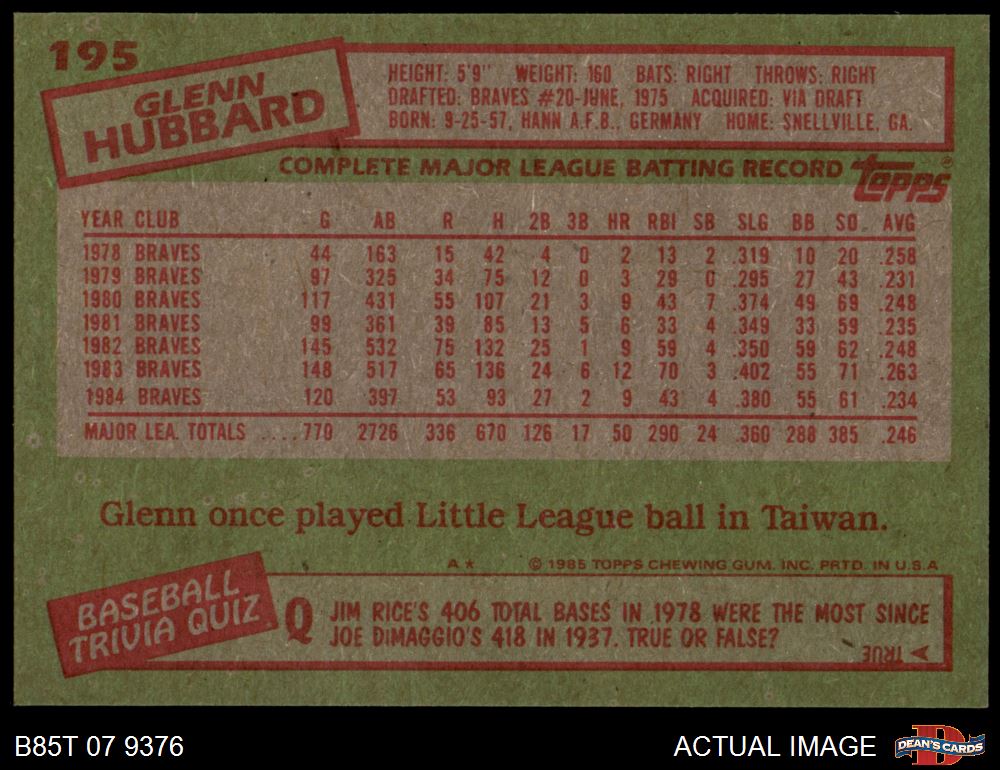 195
GLENN
HUBBARD
HEIGHT: 5'9" WEIGHT: 160 BATS: RIGHT THROWS: RIGHT
DRAFTED: BRAVES #20-JUNE, 1975 ACQUIRED: VIA DRAFT
BORN: 9-25-57, HANN A.F.B., GERMANY HOME: SNELLVILLE, GA.
COMPLETE MAJOR LEAGUE BATTING RECORD
TOPPS®
YEAR CLUB G AB R H 2B 3B HR RBI SB SLG BB SO AVG
1978 BRAVES 44 163 15 42 4 0 2 13 2 .319 10 20 .258
1979 BRAVES 97 325 34 75 12 0 3 29 0 .295 27 43 .231
1980 BRAVES 117 431 55 107 21 3 9 43 7 .374 49 69 .248
1981 BRAVES 99 361 39 85 13 5 6 33 4 .349 33 59 .235
1982 BRAVES 145 532 75 132 25 1 9 59 4 .350 59 62 .248
1983 BRAVES 148 517 65 136 24 6 12 70 3 .402 55 71 .263
1984 BRAVES 120 397 53 93 27 2 9 43 4 .380 55 61 .234
MAJOR LEA. TOTALS ....770 2726 336 670 126 17 50 290 24 .360 288 385 .246
Glenn once played Little League ball in Taiwan.
A* © 1985 TOPPS CHEWING GUM, INC. PRTD. IN U.S.A
BASEBALL
TRIVIA QUIZ
Q JIM RICE'S 406 TOTAL BASES IN 1978 WERE THE MOST SINCE
JOE DiMAGGIO'S 418 IN 1937. TRUE OR FALSE?
A TRUE
B85T 07 9376
ACTUAL IMAGE
D
DEAN'S CARDS